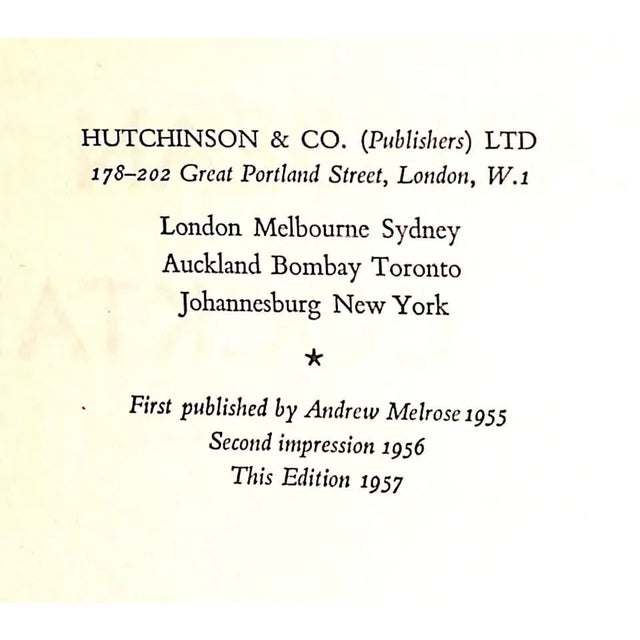 HUTCHINSON & CO. (Publishers) LTD
178–202 Great Portland Street, London, W.1
London Melbourne Sydney
Auckland Bombay Toronto
Johannesburg New York
★
First published by Andrew Melrose 1955
Second impression 1956
This Edition 1957